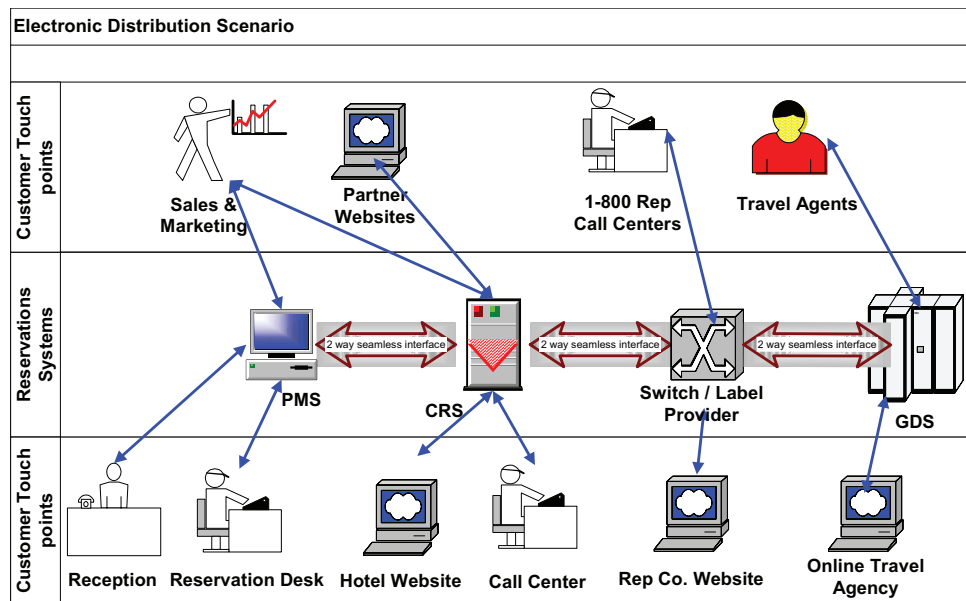 Electronic Distribution Scenario
Customer Touch
points
Sales &
Marketing
Partner
Websites
1-800 Rep
Call Centers
Travel Agents
Reservations
Systems
PMS
2 way seamless interface
CRS
2 way seamless interface
Switch / Label
Provider
2 way seamless interface
GDS
Customer Touch
points
Reception
Reservation Desk
Hotel Website
Call Center
Rep Co. Website
Online Travel
Agency